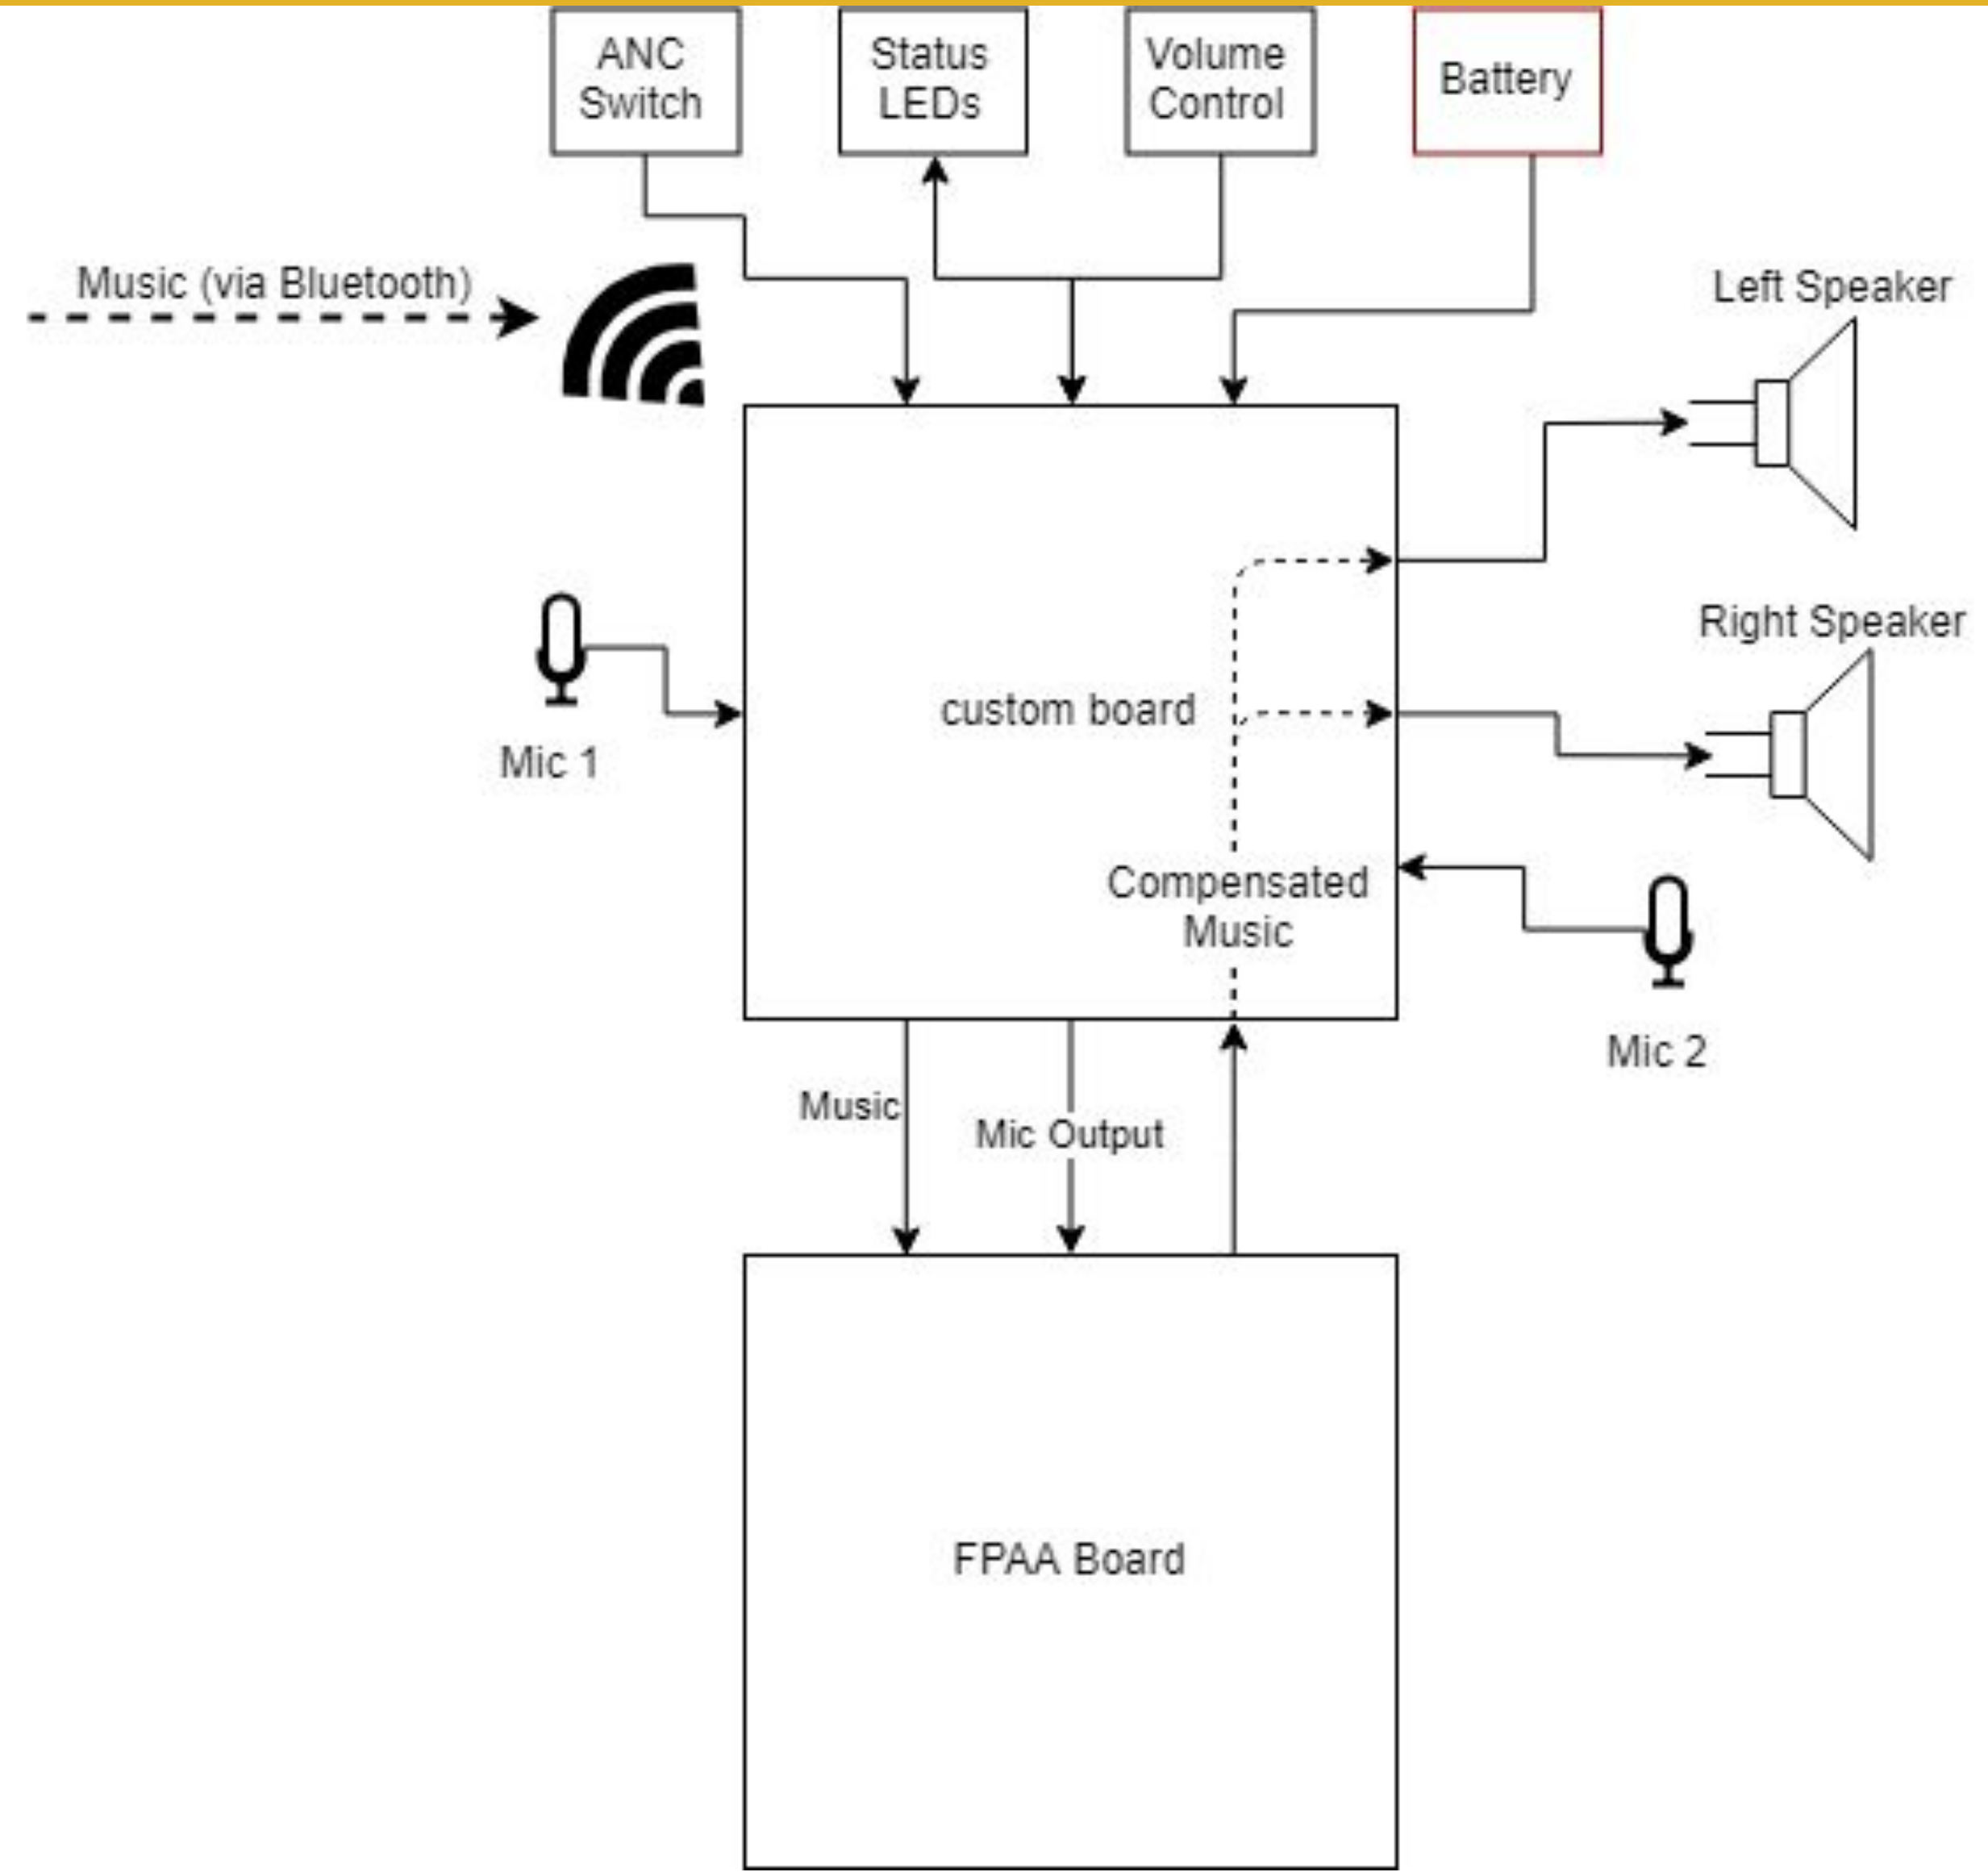 ANC
Switch
Status
LEDs
Volume
Control
Battery
Music (via Bluetooth)
Left Speaker
Right Speaker
custom board
Mic 1
Compensated
Music
Mic 2
Music
Mic Output
FPAA Board